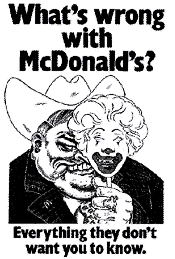 What's wrong
with
McDonald's?
Everything they don't
want you to know.